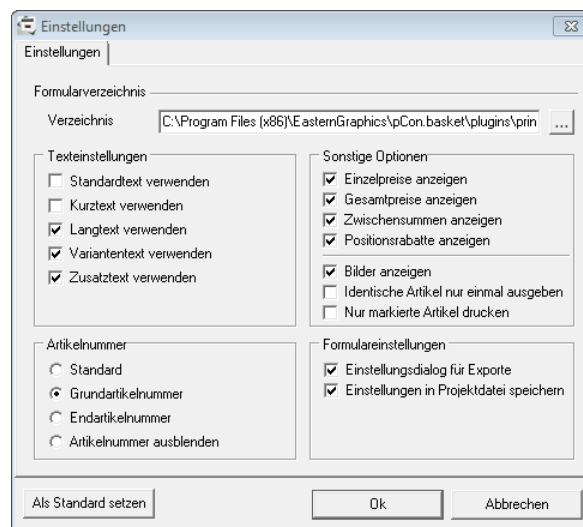 Einstellungen
Einstellungen
Formularverzeichnis
Verzeichnis C:\Program Files (x86)\EasternGraphics\pCon.basket\plugins\prin ...
Texteinstellungen
Standardtext verwenden
Kurztext verwenden
Langtext verwenden
Variantentext verwenden
Zusatztext verwenden
Sonstige Optionen
Einzelpreise anzeigen
Gesamtpreise anzeigen
Zwischensummen anzeigen
Positionsrabatte anzeigen
Bilder anzeigen
Identische Artikel nur einmal ausgeben
Nur markierte Artikel drucken
Artikelnummer
Standard
Grundartikelnummer
Endartikelnummer
Artikelnummer ausblenden
Formulareinstellungen
Einstellungsdialog für Exporte
Einstellungen in Projektdatei speichern
Als Standard setzen Ok Abbrechen